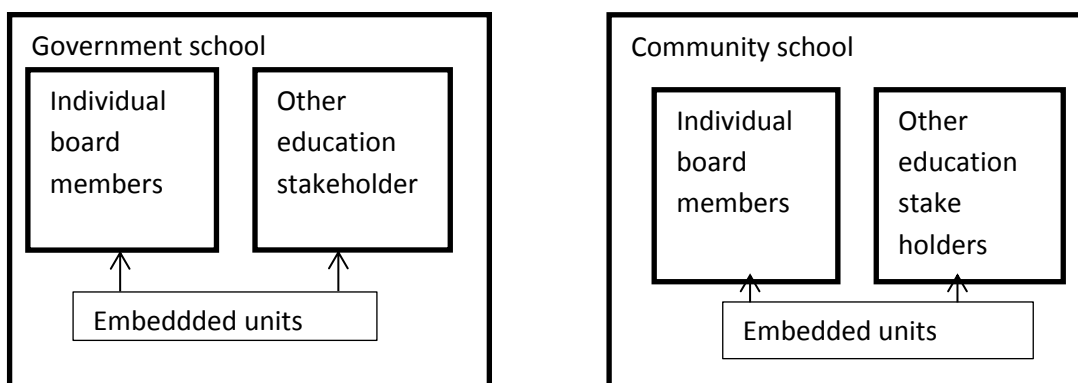 Government school
Individual
board
members
Other
education
stakeholder
Embeddded units
Community school
Individual
board
members
Other
education
stake
holders
Embedded units